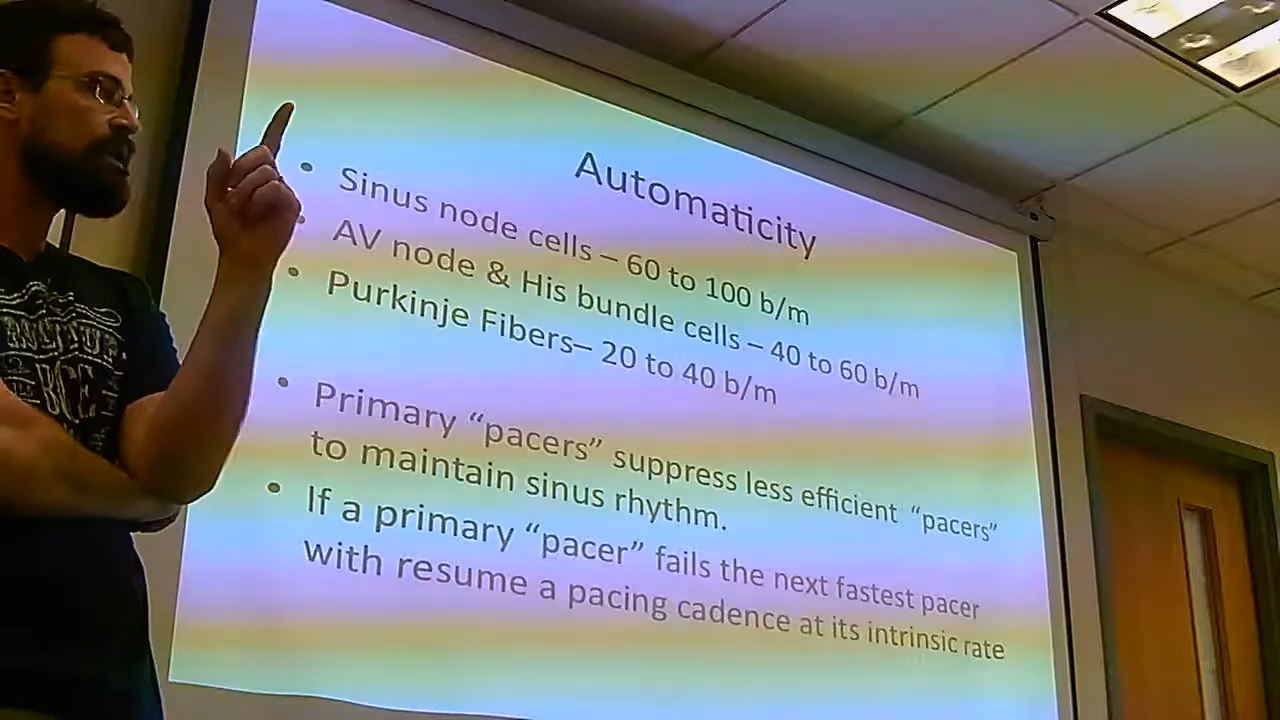 Automaticity
• Sinus node cells – 60 to 100 b/m
• AV node & His bundle cells – 40 to 60 b/m
• Purkinje Fibers– 20 to 40 b/m
• Primary “pacers” suppress less efficient “pacers”
to maintain sinus rhythm.
• If a primary “pacer” fails the next fastest pacer
with resume a pacing cadence at its intrinsic rate